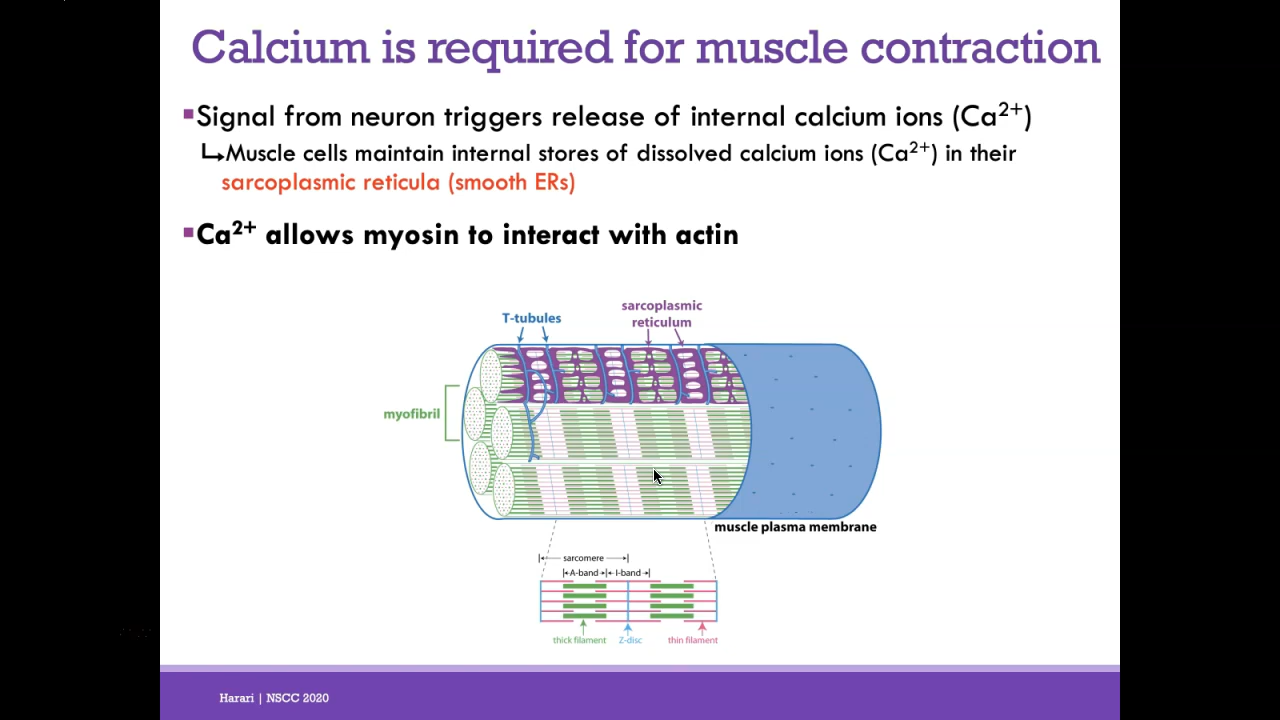 Calcium is required for muscle contraction
▪Signal from neuron triggers release of internal calcium ions (Ca²⁺)
↳Muscle cells maintain internal stores of dissolved calcium ions (Ca²⁺) in their
sarcoplasmic reticula (smooth ERs)
▪Ca²⁺ allows myosin to interact with actin
T-tubules
sarcoplasmic
reticulum
myofibril
muscle plasma membrane
sarcomere
A-band
I-band
thick filament
Z-disc
thin filament
Harari | NSCC 2020